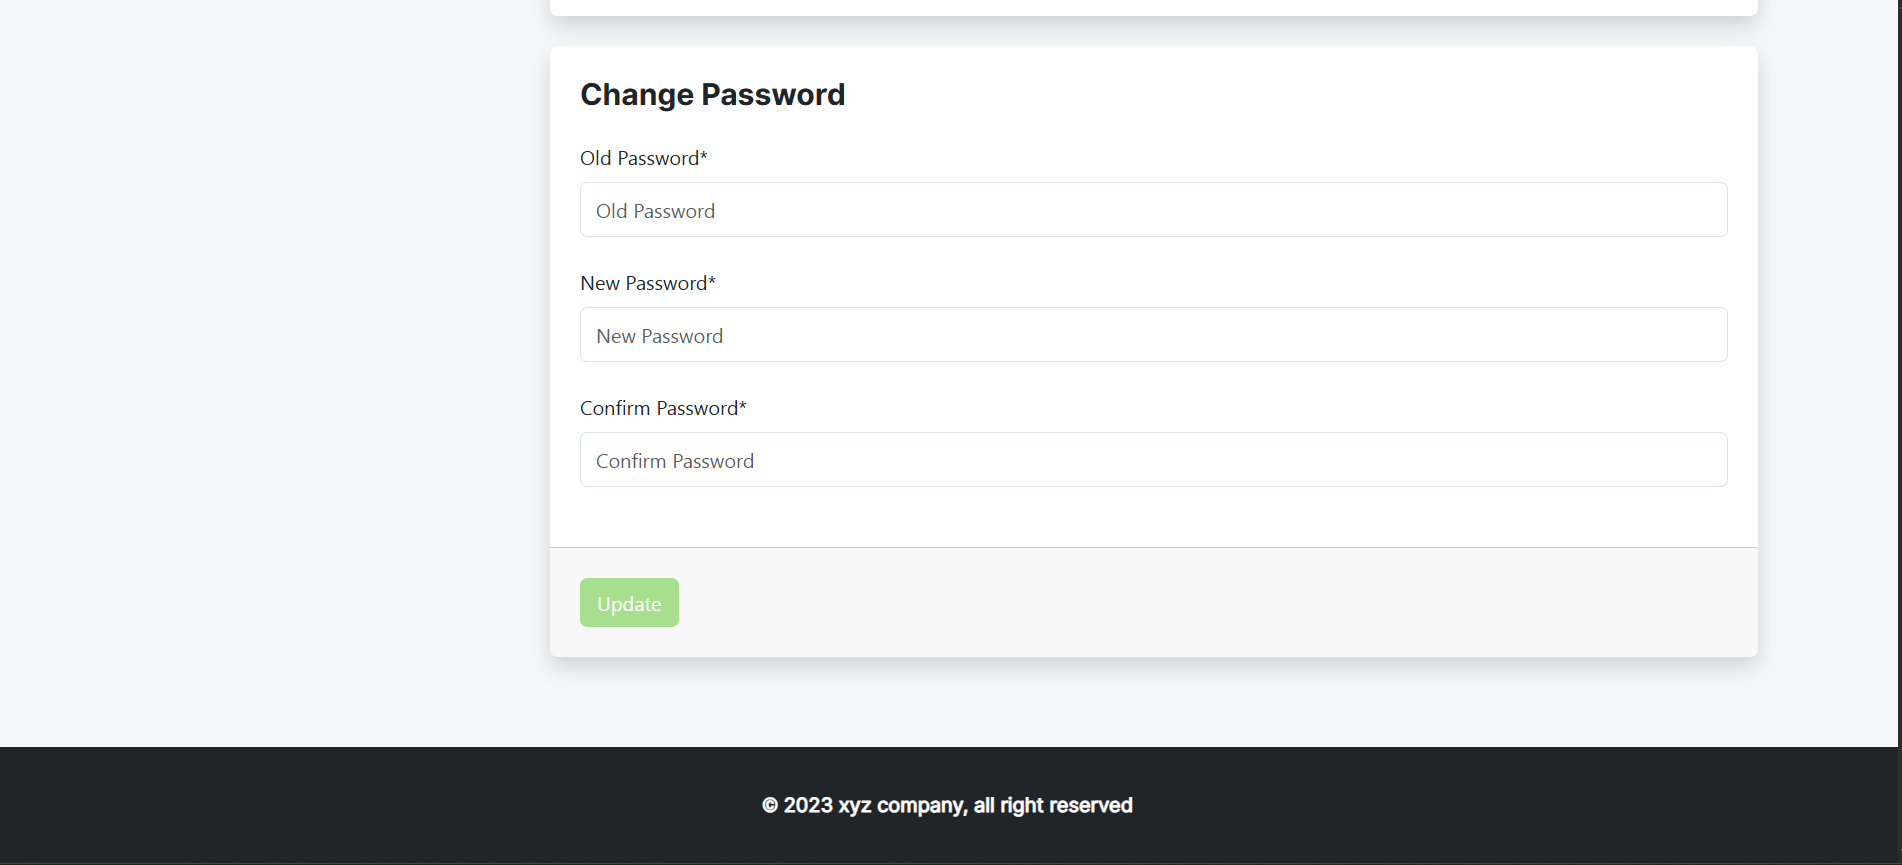 Change Password
Old Password*
Old Password
New Password*
New Password
Confirm Password*
Confirm Password
Update
© 2023 xyz company, all right reserved